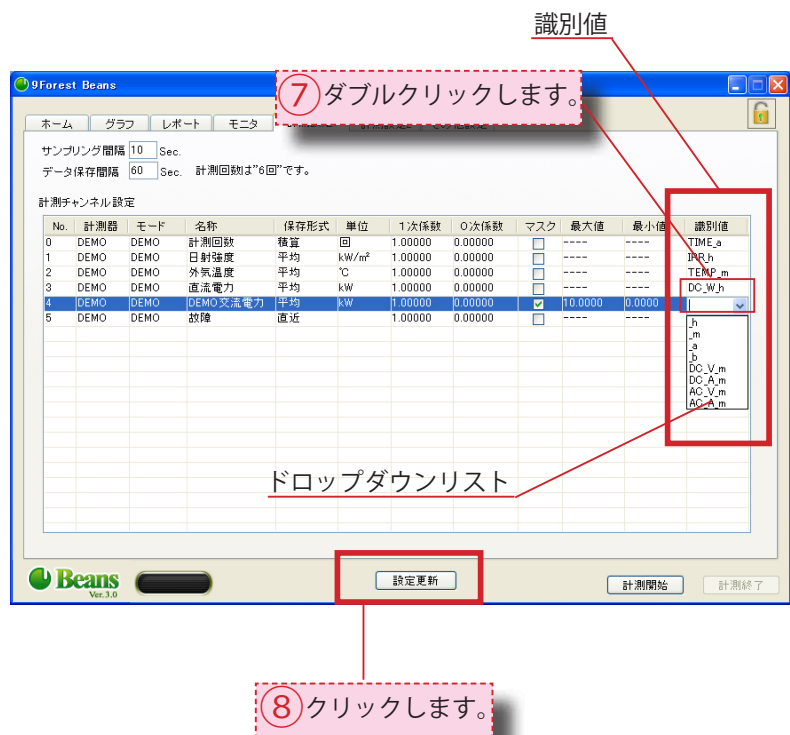 識別値
9Forest Beans
⑦ダブルクリックします。
ホーム グラフ レポート モニタ
サンプリング間隔 10 Sec.
データ保存間隔 60 Sec. 計測回数は"6回"です。
計測チャンネル設定
No. 計測器 モード 名称 保存形式 単位 1次係数 0次係数 マスク 最大値 最小値 識別値
0 DEMO DEMO 計測回数 積算 回 1.00000 0.00000 ---- ---- TIME_a
1 DEMO DEMO 日射強度 平均 kW/m² 1.00000 0.00000 ---- ---- IRR_h
2 DEMO DEMO 外気温度 平均 ℃ 1.00000 0.00000 ---- ---- TEMP_m
3 DEMO DEMO 直流電力 平均 kW 1.00000 0.00000 ---- ---- DC_W_h
4 DEMO DEMO DEMO交流電力 平均 kW 1.00000 0.00000 10.0000 0.0000
5 DEMO DEMO 故障 直近 1.00000 0.00000 ---- ----
_h
_m
_a
_b
DC_V_m
DC_A_m
AC_V_m
AC_A_m
ドロップダウンリスト
Beans
Ver.3.0
設定更新 計測開始 計測終了
⑧クリックします。